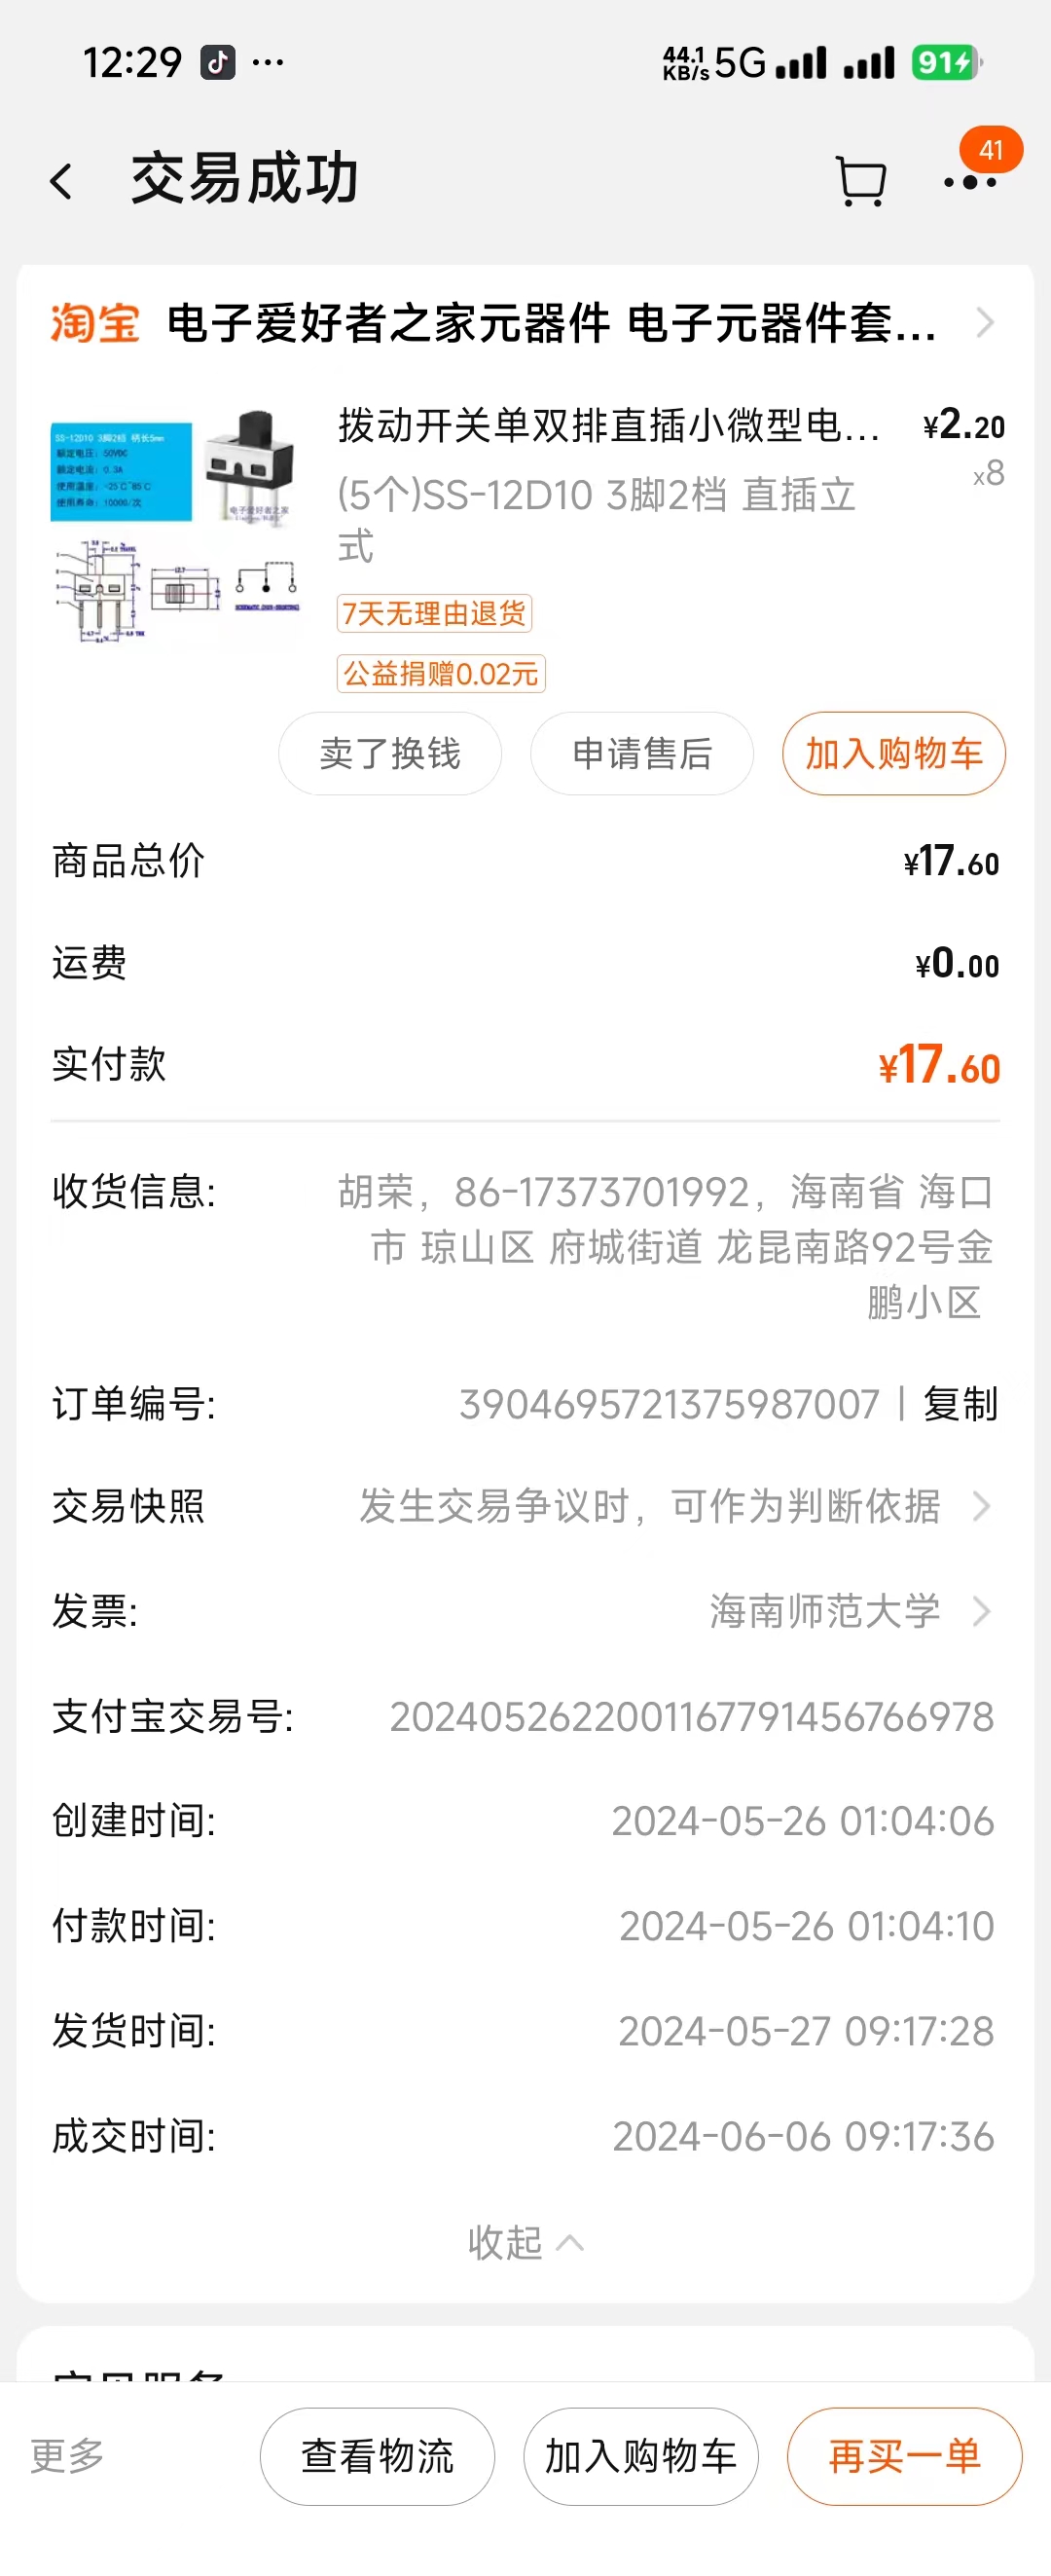 12:29 ...
44.1 KB/s 5G 91
交易成功
41
淘宝 电子爱好者之家元器件 电子元器件套...
拨动开关单双排直插小微型电... ¥2.20
x8
(5个)SS-12D10 3脚2档 直插立
式
SS-12D10 3脚2档 柄长5mm
额定电压：50VDC
额定电流：0.3A
使用温度：-25℃~85℃
使用寿命：10000/次
电子爱好者之家
7天无理由退货
公益捐赠0.02元
卖了换钱 申请售后 加入购物车
商品总价 ¥17.60
运费 ¥0.00
实付款 ¥17.60
收货信息: 胡荣，86-17373701992，海南省 海口
市 琼山区 府城街道 龙昆南路92号金
鹏小区
订单编号: 3904695721375987007 | 复制
交易快照 发生交易争议时，可作为判断依据
发票: 海南师范大学
支付宝交易号: 2024052622001167791456766978
创建时间: 2024-05-26 01:04:06
付款时间: 2024-05-26 01:04:10
发货时间: 2024-05-27 09:17:28
成交时间: 2024-06-06 09:17:36
收起
更多 查看物流 加入购物车 再买一单